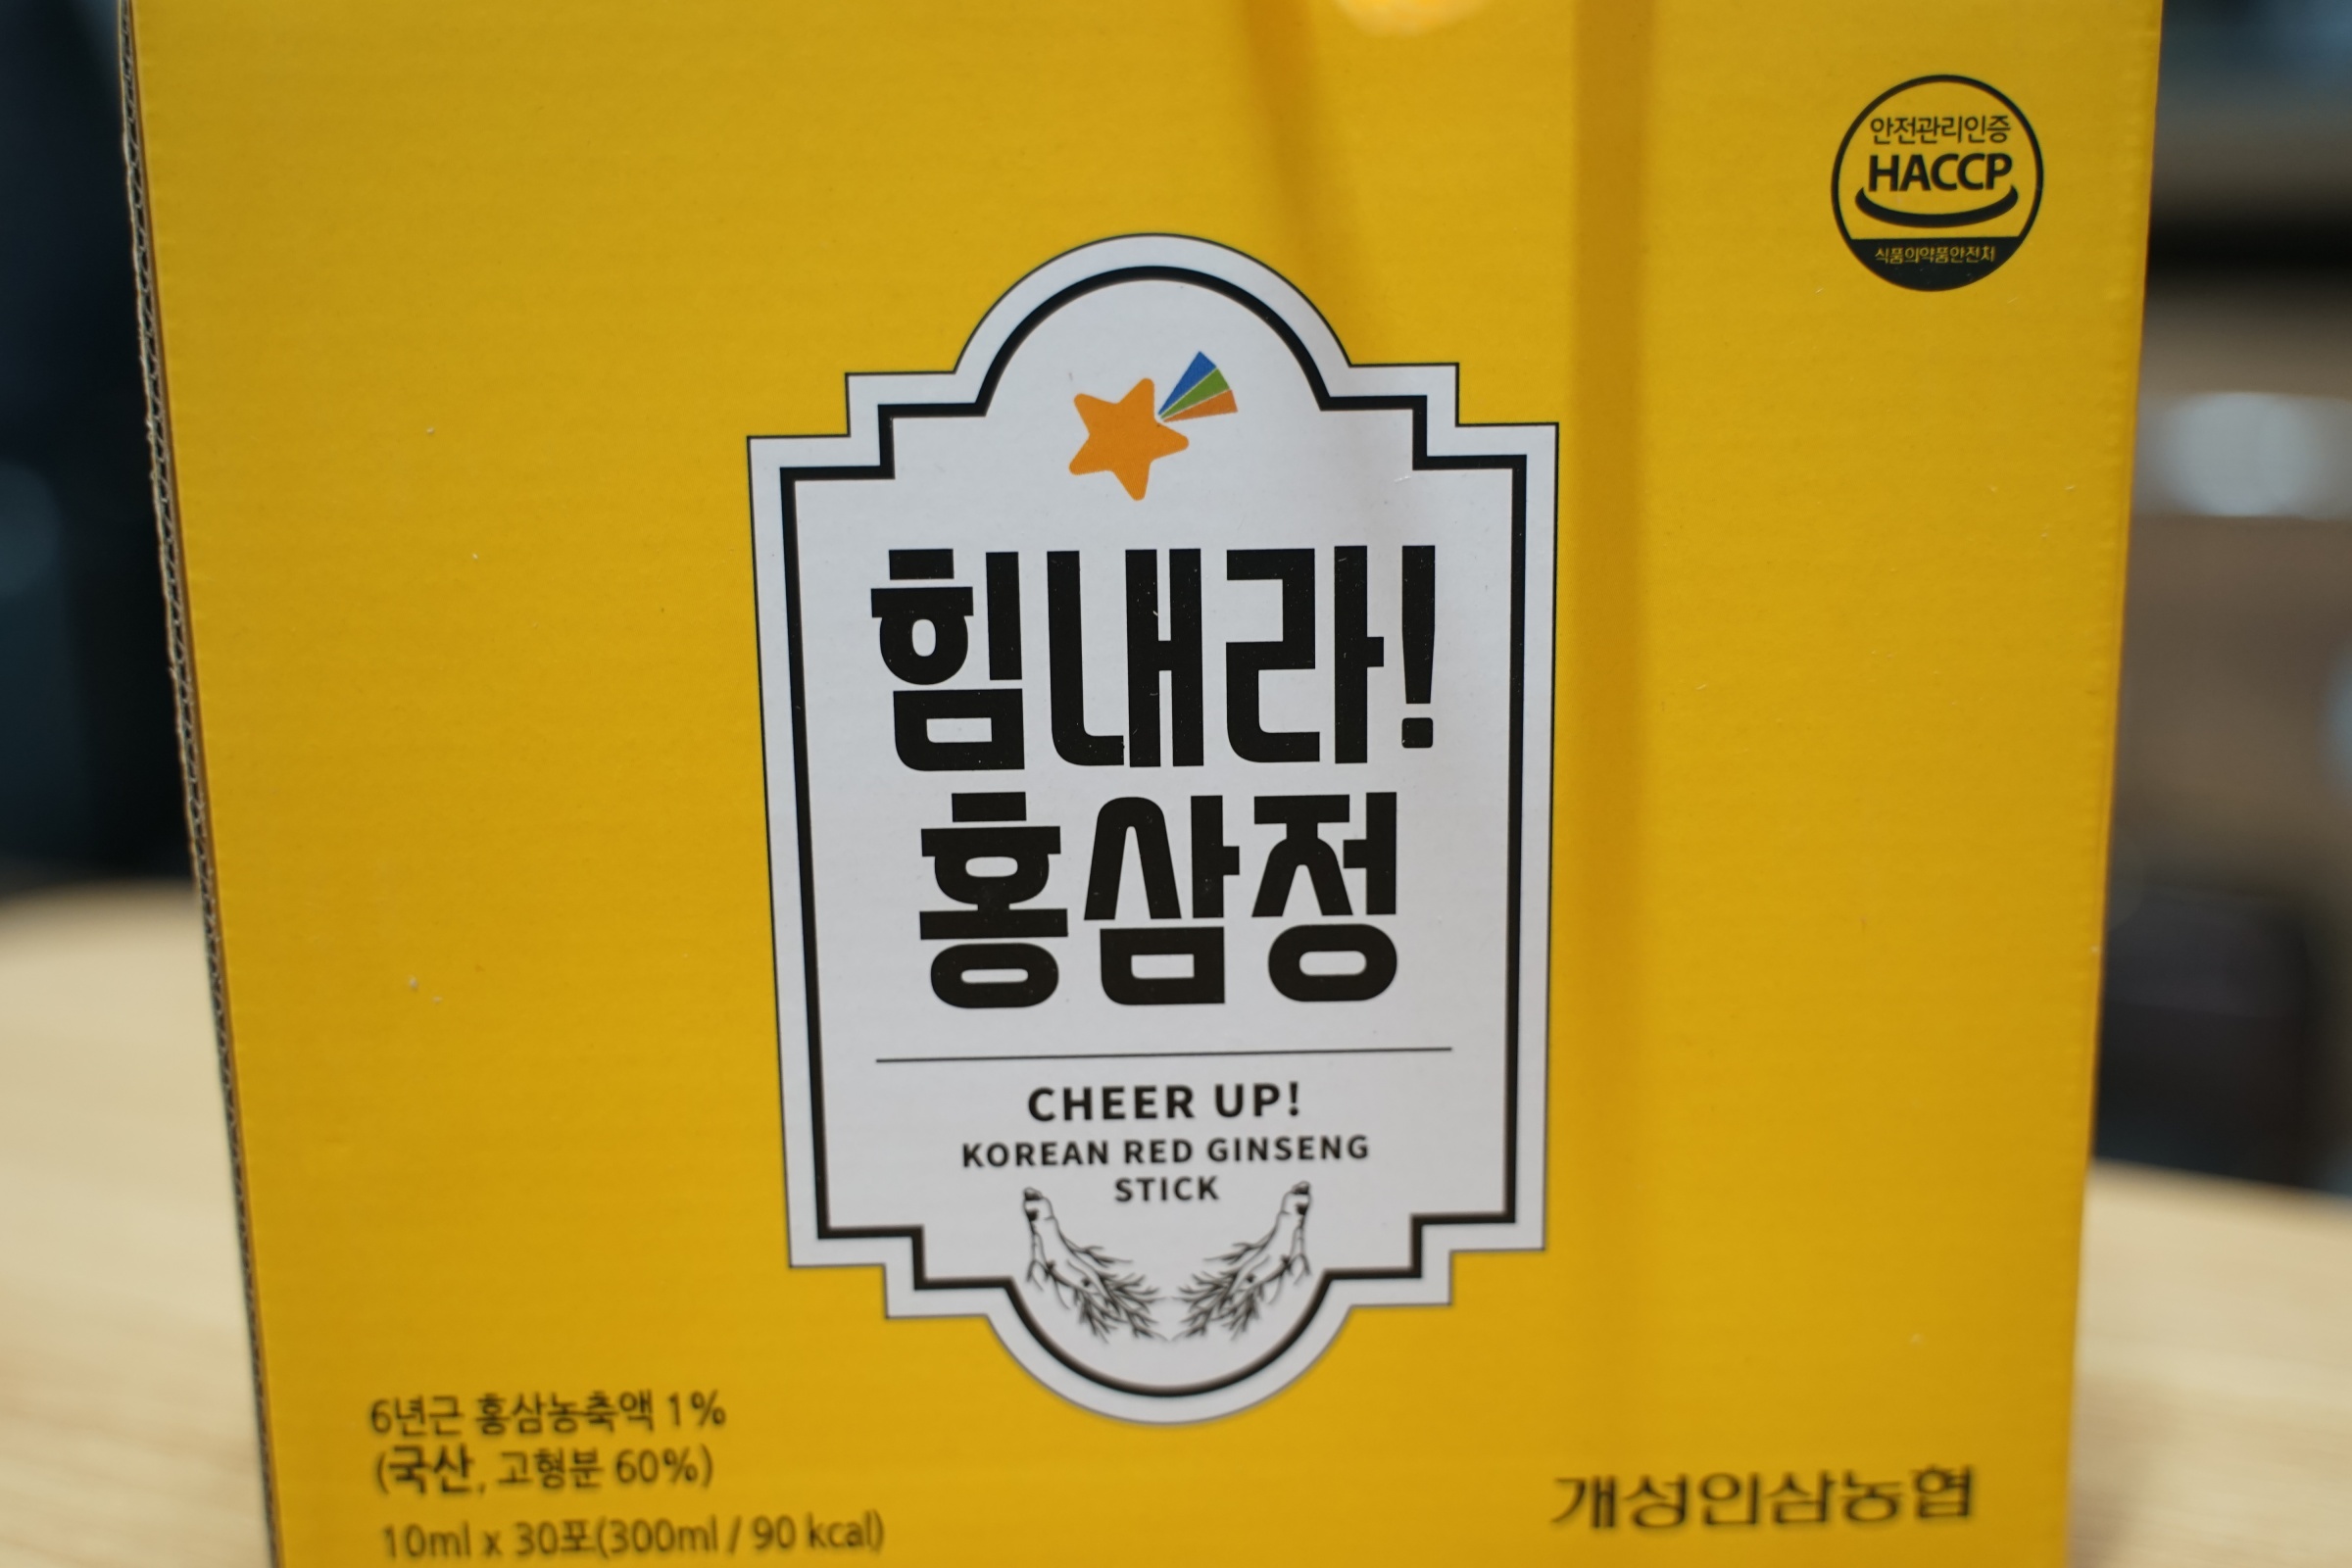 안전관리인증
HACCP
식품의약품안전처
힘내라!
홍삼정
CHEER UP!
KOREAN RED GINSENG
STICK
6년근 홍삼농축액 1%
(국산, 고형분 60%)
10ml x 30포(300ml / 90 kcal)
개성인삼농협